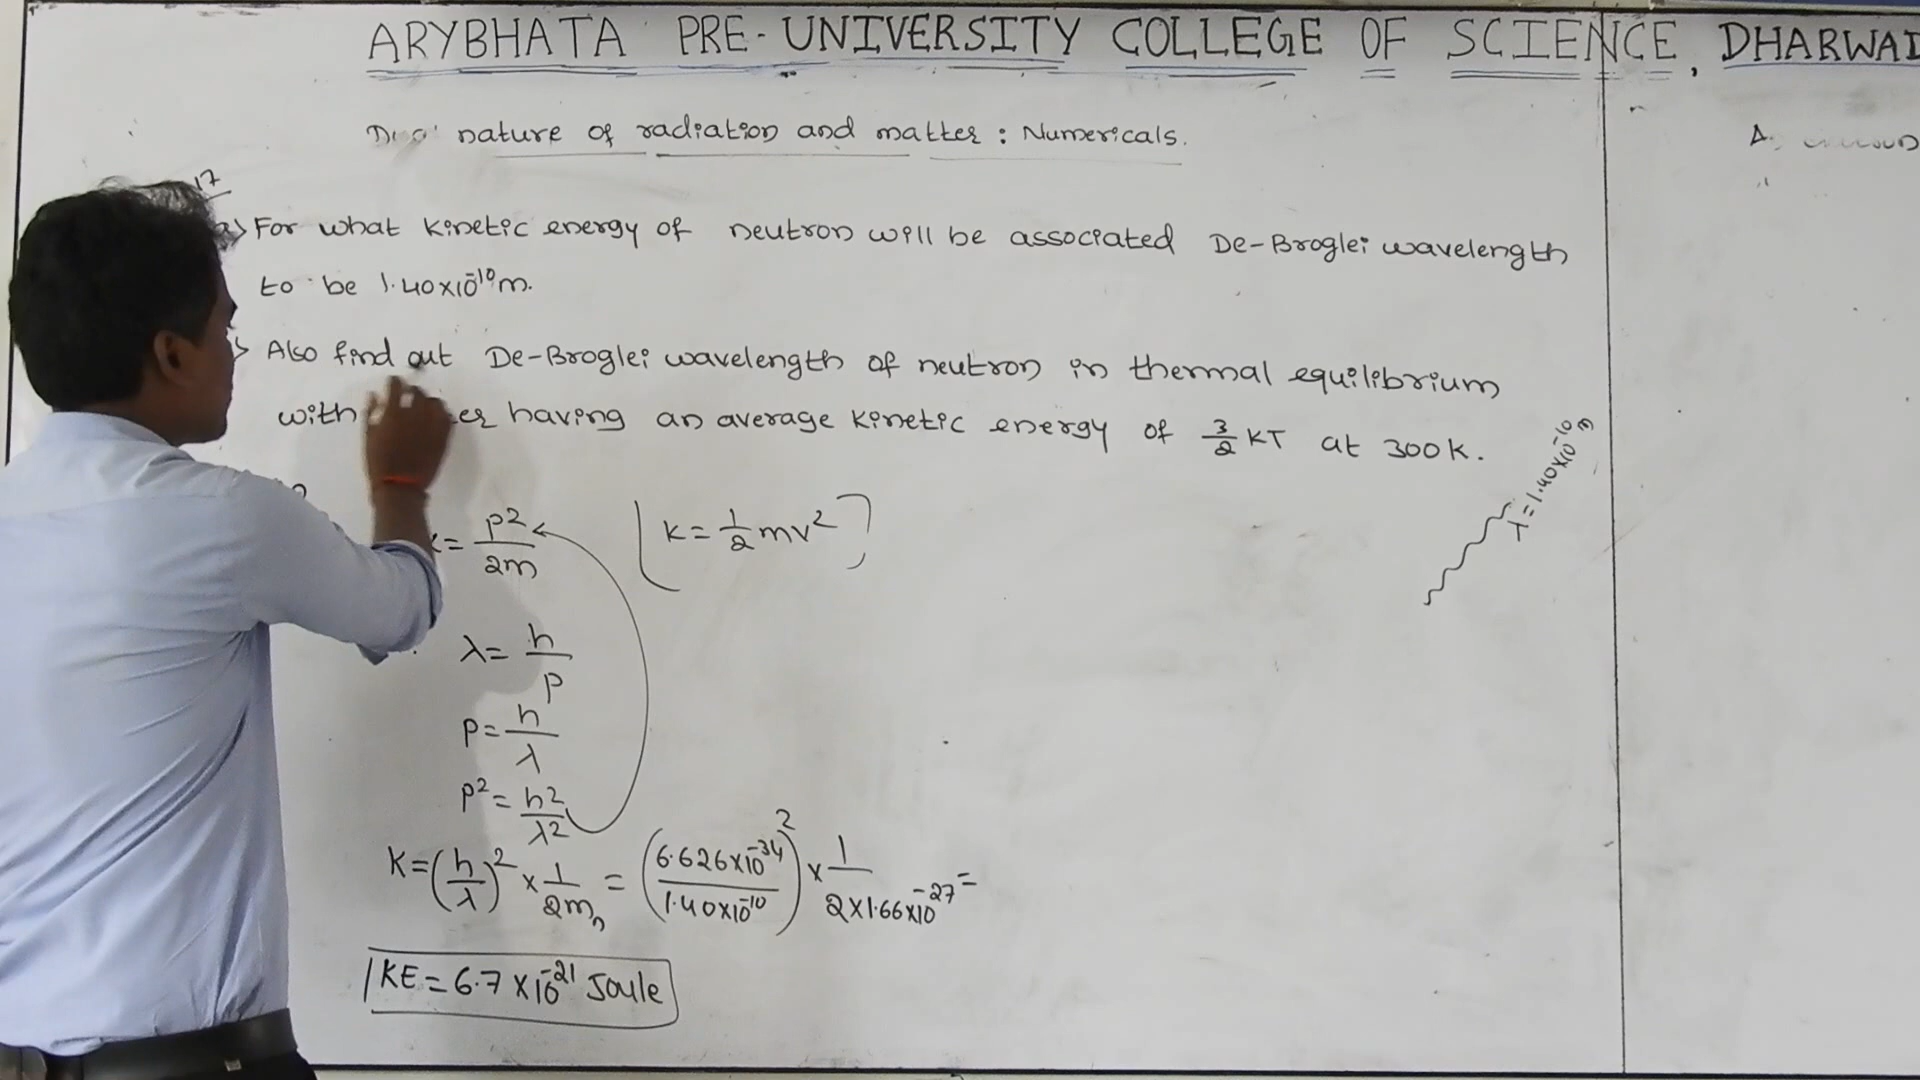 ARYBHATA PRE-UNIVERSITY COLLEGE OF SCIENCE, DHARWAD
nature of radiation and matter : Numericals.
17
a) For what kinetic energy of neutron will be associated De-Broglei wavelength
to be 1.40×10⁻¹⁰m.
> Also find out De-Broglei wavelength of neutron in thermal equilibrium
with having an average kinetic energy of 3/2 KT at 300K.
λ=1.40×10⁻¹⁰ m
= P²/2m [K = 1/2 mv²]
λ = h/P
P = h/λ
P² = h²/λ²
K = (h/λ)² × 1/2mₙ = (6.626×10⁻³⁴/1.40×10⁻¹⁰)² × 1/2×1.66×10⁻²⁷ =
KE = 6.7×10⁻²¹ Joule